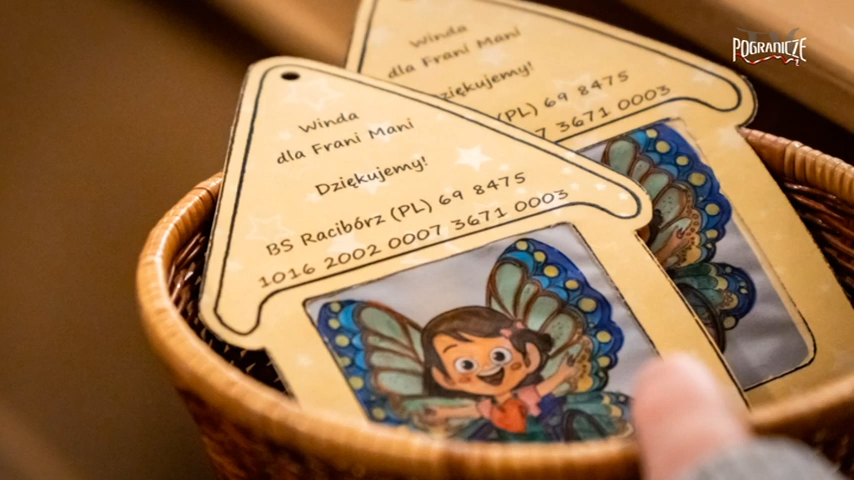 POGRANICZE
Winda
dla Frani Mani
Dziękujemy!
(PL) 69 8475
7 3671 0003
Winda
dla Frani Mani
Dziękujemy!
BS Racibórz (PL) 69 8475
1016 2002 0007 3671 0003